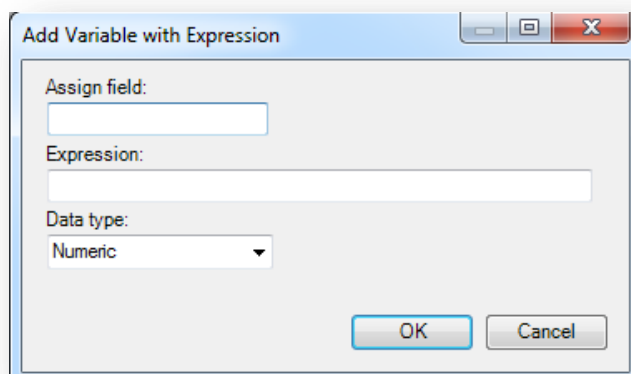 Add Variable with Expression
Assign field:
Expression:
Data type:
Numeric
OK Cancel